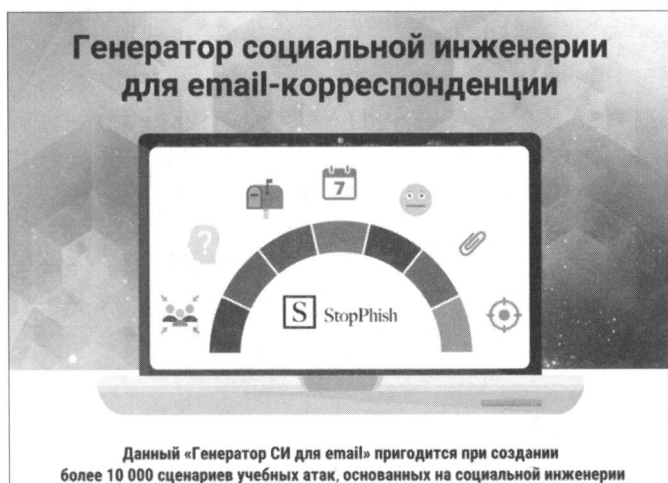 Генератор социальной инженерии
для email-корреспонденции
7
?
S StopPhish
Данный «Генератор СИ для email» пригодится при создании
более 10 000 сценариев учебных атак, основанных на социальной инженерии